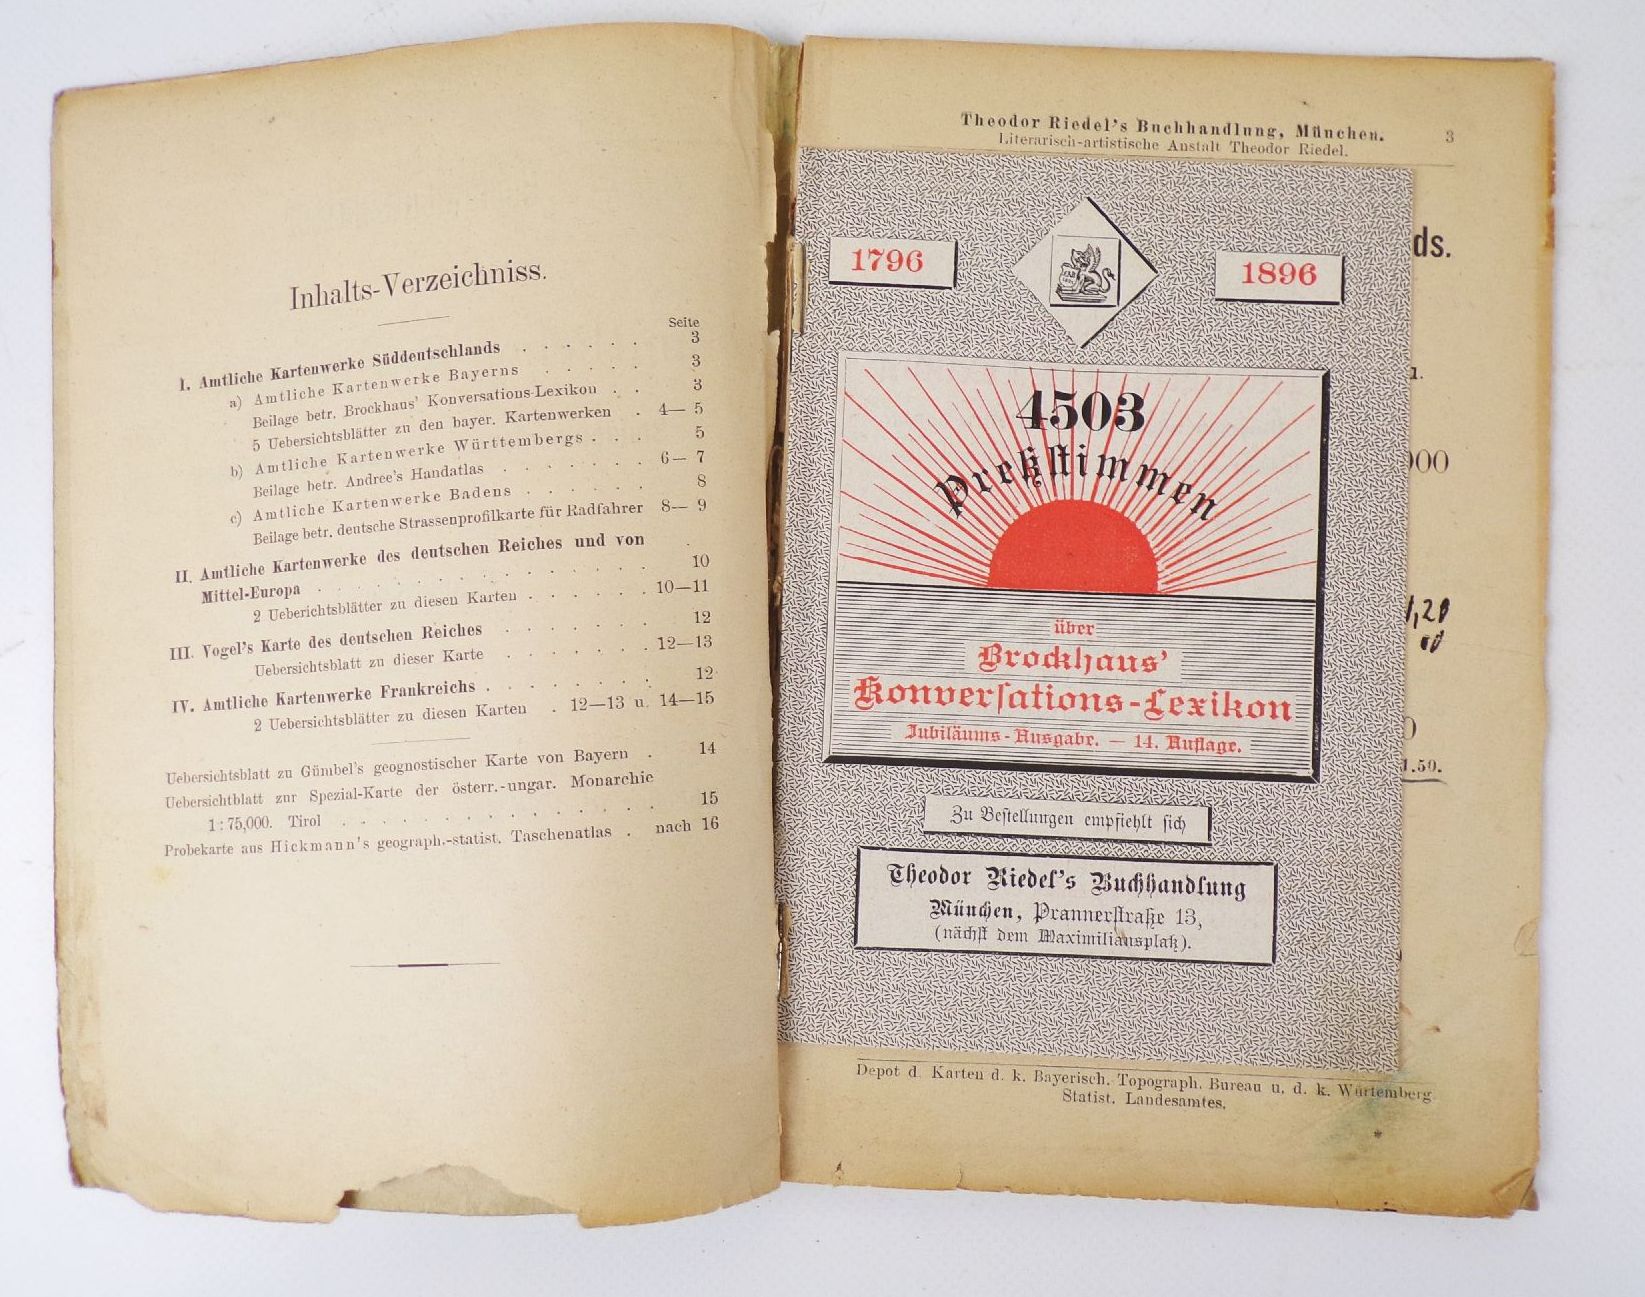 Inhalts-Verzeichniss.
Seite
I. Amtliche Kartenwerke Süddeutschlands . . . . . . 3
a) Amtliche Kartenwerke Bayerns . . . . . 3
Beilage betr. Brockhaus' Konversations-Lexikon . . 3
5 Uebersichtsblätter zu den bayer. Kartenwerken . 4— 5
b) Amtliche Kartenwerke Württembergs . . . 5
Beilage betr. Andree's Handatlas . . . . . . . 6— 7
c) Amtliche Kartenwerke Badens . . . . . . 8
Beilage betr. deutsche Strassenprofilkarte für Radfahrer 8— 9
II. Amtliche Kartenwerke des deutschen Reiches und von
Mittel-Europa . . . . . . . . . . . . . 10
2 Ueberichtsblätter zu diesen Karten . . . . . . 10—11
III. Vogel's Karte des deutschen Reiches . . . . . . . 12
Uebersichtsblatt zu dieser Karte . . . . . . . 12—13
IV. Amtliche Kartenwerke Frankreichs . . . . . . . . 12
2 Uebersichtsblätter zu diesen Karten . 12—13 u. 14—15
Uebersichtsblatt zu Gümbel's geognostischer Karte von Bayern . 14
Uebersichtblatt zur Spezial-Karte der österr.-ungar. Monarchie
1 : 75,000. Tirol . . . . . . . . . . . . . 15
Probekarte aus Hickmann's geograph.-statist. Taschenatlas . nach 16
Theodor Riedel's Buchhandlung, München. 3
Literarisch-artistische Anstalt Theodor Riedel.
1796
1896
4503
Preßstimmen
über
Brockhaus'
Konversations-Lexikon
Jubiläums-Ausgabe. — 14. Auflage.
Zu Bestellungen empfiehlt sich
Theodor Riedel's Buchhandlung
München, Prannerstraße 13,
(nächst dem Maximiliansplatz).
ds.
000
1,20
1.50.
Depot d. Karten d. k. Bayerisch. Topograph. Bureau u. d. k. Würtemberg
Statist. Landesamtes.
*